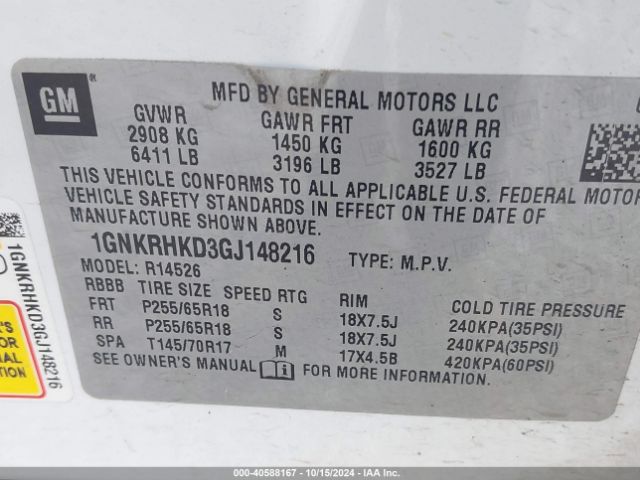 GM
MFD BY GENERAL MOTORS LLC
GVWR GAWR FRT GAWR RR
2908 KG 1450 KG 1600 KG
6411 LB 3196 LB 3527 LB
THIS VEHICLE CONFORMS TO ALL APPLICABLE U.S. FEDERAL MOTOR
VEHICLE SAFETY STANDARDS IN EFFECT ON THE DATE OF
MANUFACTURE SHOWN ABOVE.
1GNKRHKD3GJ148216 TYPE: M.P.V.
MODEL: R14526
RBBB TIRE SIZE SPEED RTG RIM COLD TIRE PRESSURE
FRT P255/65R18 S 18X7.5J 240KPA(35PSI)
RR P255/65R18 S 18X7.5J 240KPA(35PSI)
SPA T145/70R17 M 17X4.5B 420KPA(60PSI)
SEE OWNER'S MANUAL FOR MORE INFORMATION
1GNKRHKD3GJ148216
000-40588167 - 10/15/2024 - IAAI.com